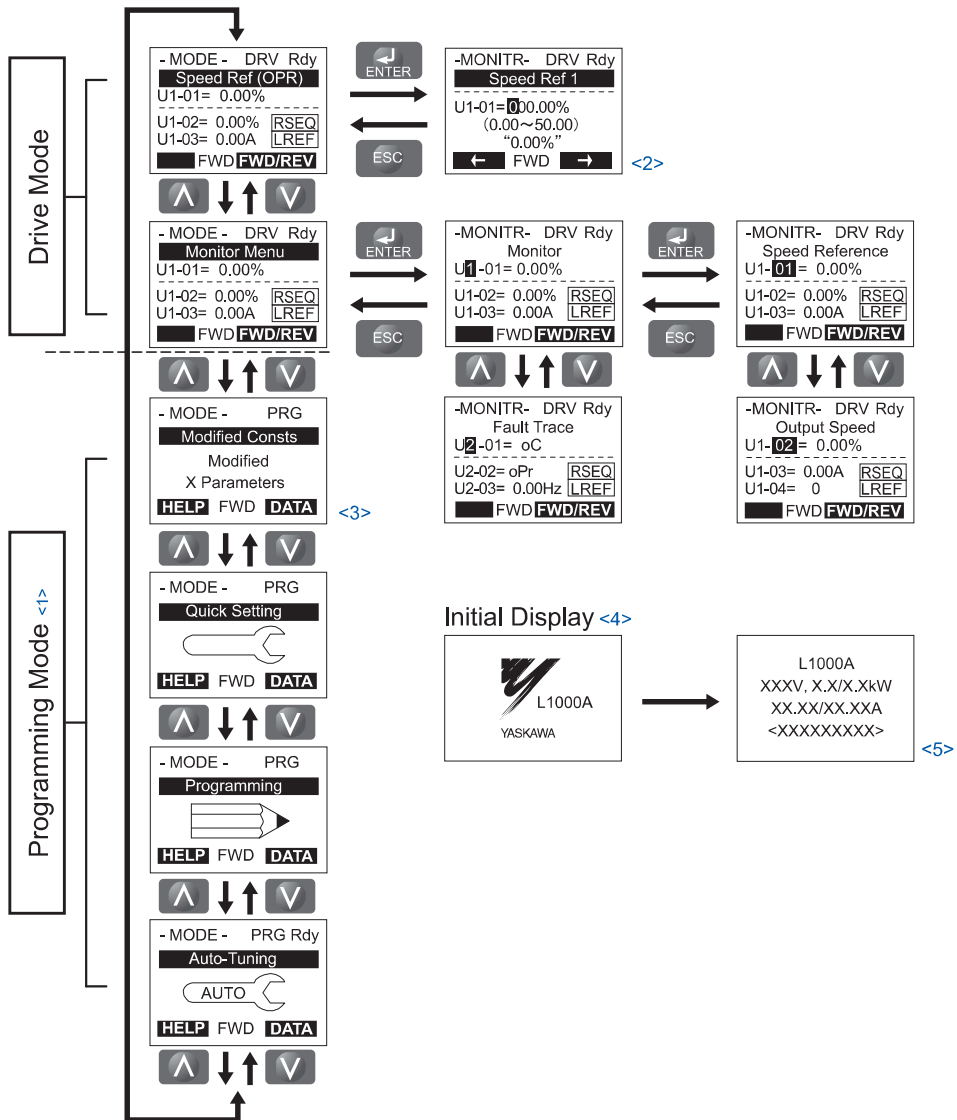 Drive Mode
- MODE - DRV Rdy
Speed Ref (OPR)
U1-01= 0.00%
U1-02= 0.00% RSEQ
U1-03= 0.00A LREF
FWD FWD/REV
ENTER
ESC
-MONITR- DRV Rdy
Speed Ref 1
U1-01=000.00%
(0.00～50.00)
“0.00%”
← FWD →
<2>
- MODE - DRV Rdy
Monitor Menu
U1-01= 0.00%
U1-02= 0.00% RSEQ
U1-03= 0.00A LREF
FWD FWD/REV
ENTER
ESC
-MONITR- DRV Rdy
Monitor
U1-01= 0.00%
U1-02= 0.00% RSEQ
U1-03= 0.00A LREF
FWD FWD/REV
ENTER
ESC
-MONITR- DRV Rdy
Speed Reference
U1-01= 0.00%
U1-02= 0.00% RSEQ
U1-03= 0.00A LREF
FWD FWD/REV
-MONITR- DRV Rdy
Fault Trace
U2-01= oC
U2-02= oPr RSEQ
U2-03= 0.00Hz LREF
FWD FWD/REV
-MONITR- DRV Rdy
Output Speed
U1-02= 0.00%
U1-03= 0.00A RSEQ
U1-04= 0 LREF
FWD FWD/REV
Programming Mode <1>
- MODE - PRG
Modified Consts
Modified
X Parameters
HELP FWD DATA
<3>
- MODE - PRG
Quick Setting
HELP FWD DATA
- MODE - PRG
Programming
HELP FWD DATA
- MODE - PRG Rdy
Auto-Tuning
AUTO
HELP FWD DATA
Initial Display <4>
L1000A
YASKAWA
L1000A
XXXV, X.X/X.XkW
XX.XX/XX.XXA
<XXXXXXXXX>
<5>